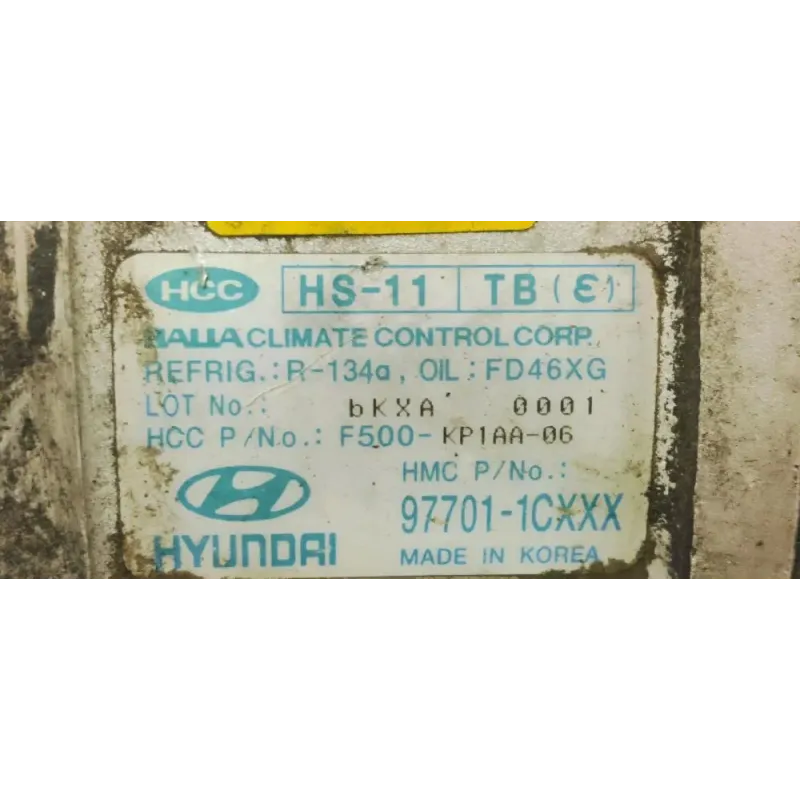 HCC HS-11 TB (ε)
HALLA CLIMATE CONTROL CORP.
REFRIG.: R-134a, OIL: FD46XG
LOT No.: bKXA 0001
HCC P/No.: F500-KP1AA-06
HMC P/No.:
97701-1CXXX
HYUNDAI
MADE IN KOREA